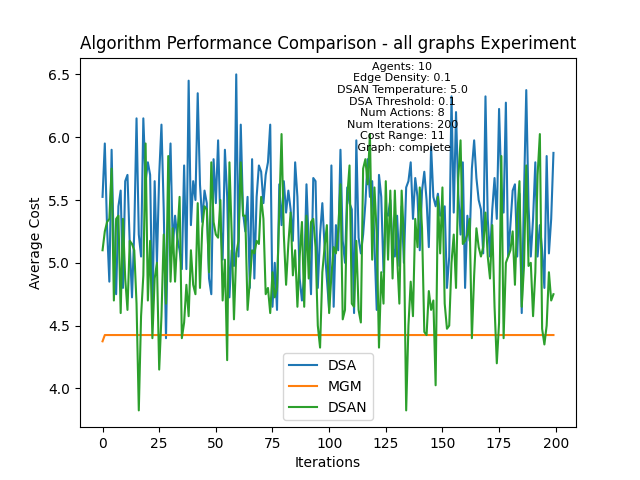 Algorithm Performance Comparison - all graphs Experiment
Agents: 10
Edge Density: 0.1
DSAN Temperature: 5.0
DSA Threshold: 0.1
Num Actions: 8
Num Iterations: 200
Cost Range: 11
Graph: complete
Average Cost
6.5
6.0
5.5
5.0
4.5
4.0
DSA
MGM
DSAN
0 25 50 75 100 125 150 175 200
Iterations